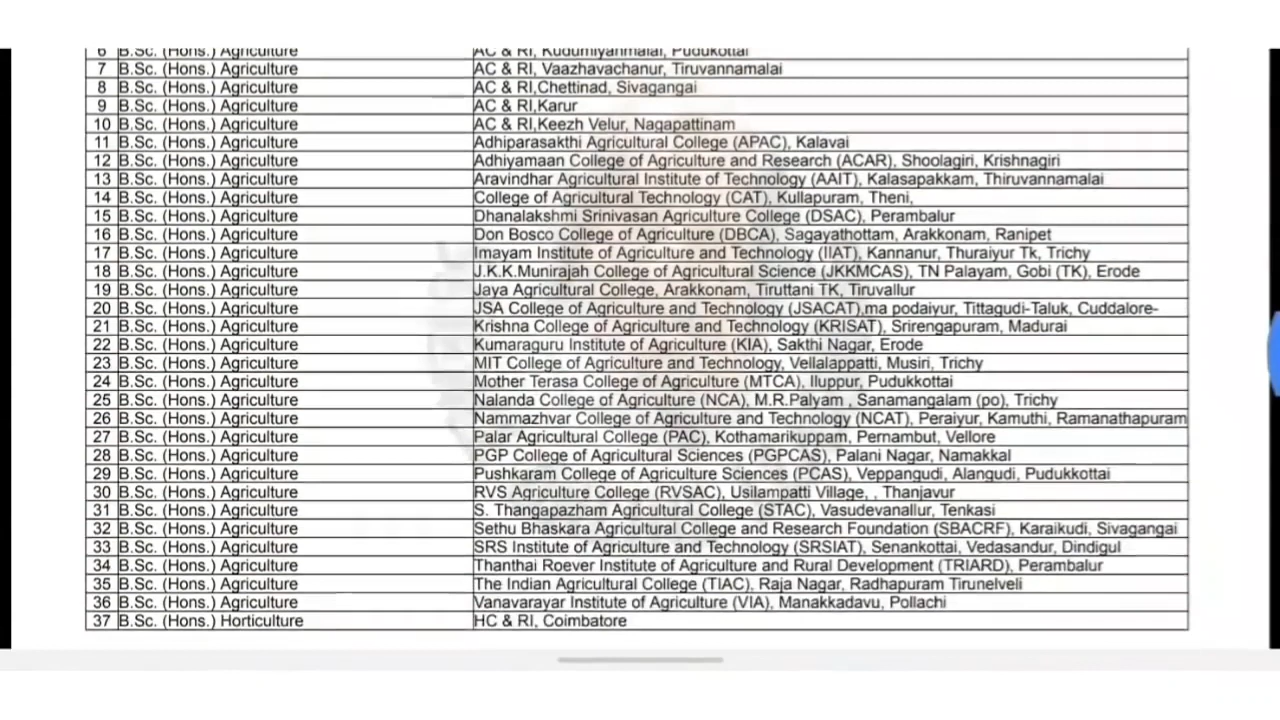 6 B.Sc. (Hons.) Agriculture AC & RI, Kudumiyanmalai, Pudukottai
7 B.Sc. (Hons.) Agriculture AC & RI, Vaazhavachanur, Tiruvannamalai
8 B.Sc. (Hons.) Agriculture AC & RI,Chettinad, Sivagangai
9 B.Sc. (Hons.) Agriculture AC & RI,Karur
10 B.Sc. (Hons.) Agriculture AC & RI,Keezh Velur, Nagapattinam
11 B.Sc. (Hons.) Agriculture Adhiparasakthi Agricultural College (APAC), Kalavai
12 B.Sc. (Hons.) Agriculture Adhiyamaan College of Agriculture and Research (ACAR), Shoolagiri, Krishnagiri
13 B.Sc. (Hons.) Agriculture Aravindhar Agricultural Institute of Technology (AAIT), Kalasapakkam, Thiruvannamalai
14 B.Sc. (Hons.) Agriculture College of Agricultural Technology (CAT), Kullapuram, Theni,
15 B.Sc. (Hons.) Agriculture Dhanalakshmi Srinivasan Agriculture College (DSAC), Perambalur
16 B.Sc. (Hons.) Agriculture Don Bosco College of Agriculture (DBCA), Sagayathottam, Arakkonam, Ranipet
17 B.Sc. (Hons.) Agriculture Imayam Institute of Agriculture and Technology (IIAT), Kannanur, Thuraiyur Tk, Trichy
18 B.Sc. (Hons.) Agriculture J.K.K.Munirajah College of Agricultural Science (JKKMCAS), TN Palayam, Gobi (TK), Erode
19 B.Sc. (Hons.) Agriculture Jaya Agricultural College, Arakkonam, Tiruttani TK, Tiruvallur
20 B.Sc. (Hons.) Agriculture JSA College of Agriculture and Technology (JSACAT),ma podaiyur, Tittagudi-Taluk, Cuddalore-
21 B.Sc. (Hons.) Agriculture Krishna College of Agriculture and Technology (KRISAT), Srirengapuram, Madurai
22 B.Sc. (Hons.) Agriculture Kumaraguru Institute of Agriculture (KIA), Sakthi Nagar, Erode
23 B.Sc. (Hons.) Agriculture MIT College of Agriculture and Technology, Vellalappatti, Musiri, Trichy
24 B.Sc. (Hons.) Agriculture Mother Terasa College of Agriculture (MTCA), Iluppur, Pudukkottai
25 B.Sc. (Hons.) Agriculture Nalanda College of Agriculture (NCA), M.R.Palyam , Sanamangalam (po), Trichy
26 B.Sc. (Hons.) Agriculture Nammazhvar College of Agriculture and Technology (NCAT), Peraiyur, Kamuthi, Ramanathapuram
27 B.Sc. (Hons.) Agriculture Palar Agricultural College (PAC), Kothamarikuppam, Pernambut, Vellore
28 B.Sc. (Hons.) Agriculture PGP College of Agricultural Sciences (PGPCAS), Palani Nagar, Namakkal
29 B.Sc. (Hons.) Agriculture Pushkaram College of Agriculture Sciences (PCAS), Veppangudi, Alangudi, Pudukkottai
30 B.Sc. (Hons.) Agriculture RVS Agriculture College (RVSAC), Usilampatti Village, , Thanjavur
31 B.Sc. (Hons.) Agriculture S. Thangapazham Agricultural College (STAC), Vasudevanallur, Tenkasi
32 B.Sc. (Hons.) Agriculture Sethu Bhaskara Agricultural College and Research Foundation (SBACRF), Karaikudi, Sivagangai
33 B.Sc. (Hons.) Agriculture SRS Institute of Agriculture and Technology (SRSIAT), Senankottai, Vedasandur, Dindigul
34 B.Sc. (Hons.) Agriculture Thanthai Roever Institute of Agriculture and Rural Development (TRIARD), Perambalur
35 B.Sc. (Hons.) Agriculture The Indian Agricultural College (TIAC), Raja Nagar, Radhapuram Tirunelveli
36 B.Sc. (Hons.) Agriculture Vanavarayar Institute of Agriculture (VIA), Manakkadavu, Pollachi
37 B.Sc. (Hons.) Horticulture HC & RI, Coimbatore